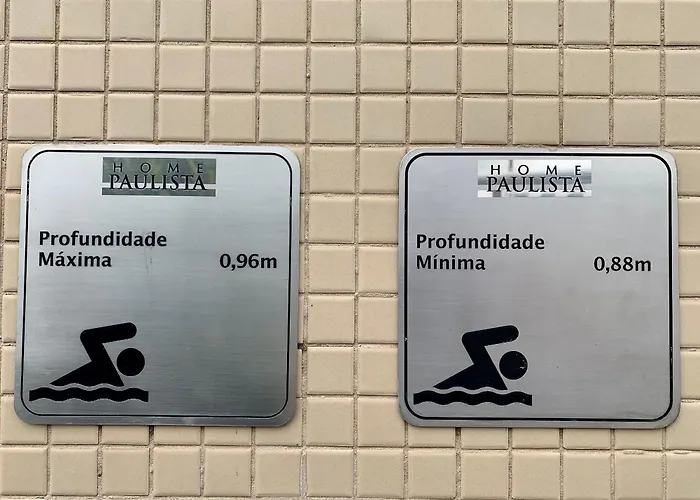 HOME
PAULISTA
Profundidade
Máxima 0,96m
HOME
PAULISTA
Profundidade
Mínima 0,88m